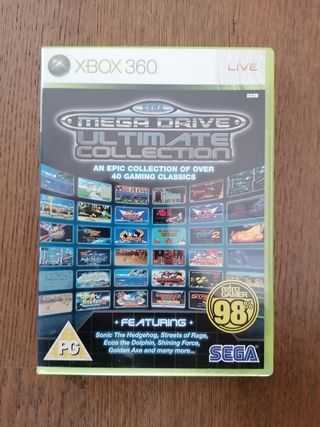 XBOX 360
LIVE
PAL
SEGA
MEGA DRIVE
ULTIMATE
COLLECTION
AN EPIC COLLECTION OF OVER
40 GAMING CLASSICS
RETRO
GAMER
98%
• FEATURING •
Sonic The Hedgehog, Streets of Rage,
Ecco the Dolphin, Shining Force,
Golden Axe and many more...
PG
SEGA